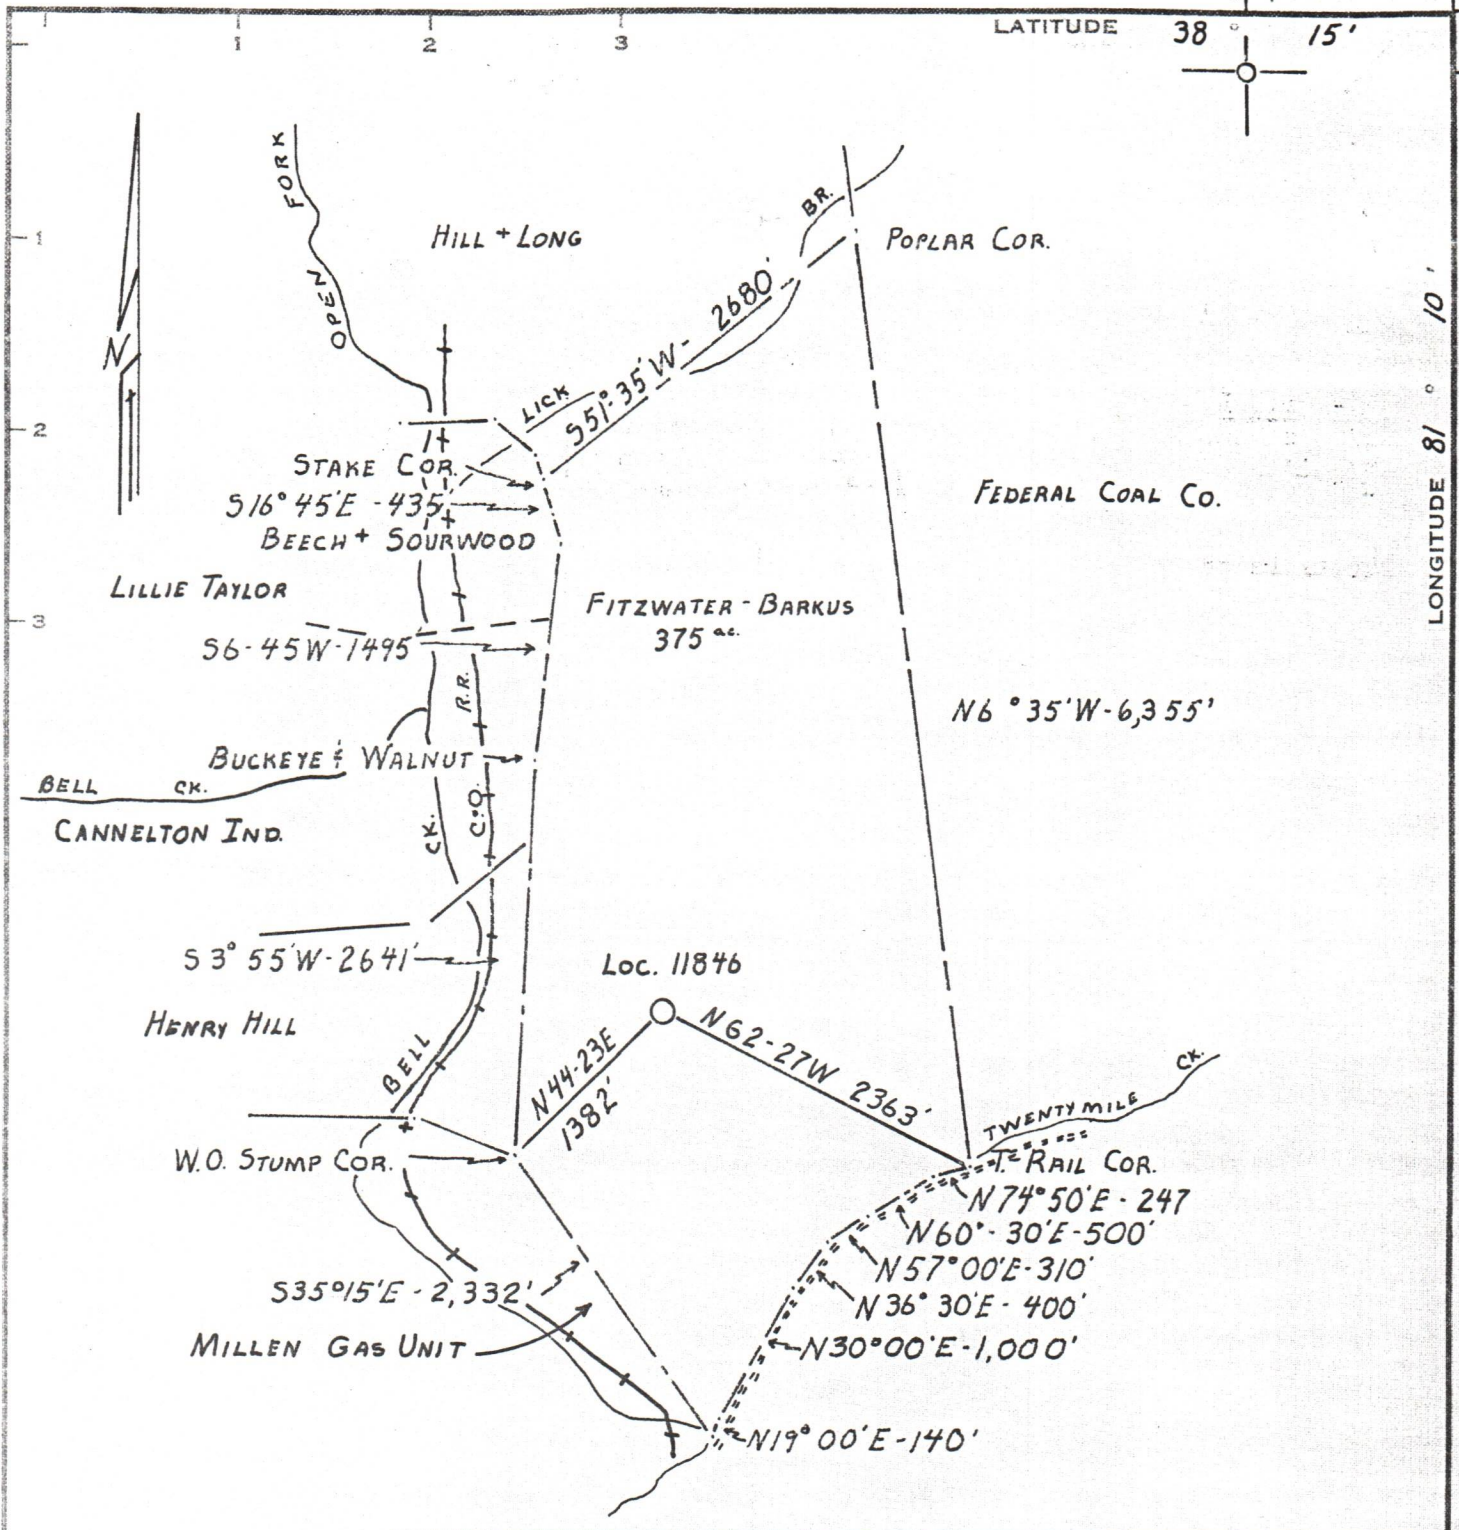 LATITUDE 38° 15'
1 2 3
FORK
OPEN
HILL + LONG
BR.
POPLAR COR.
1
N
LONGITUDE 81° 10'
S51°-35'W- 2680'
LICK
2
STAKE COR.
S16° 45'E - 435'
BEECH + SOURWOOD
FEDERAL COAL CO.
LILLIE TAYLOR
FITZWATER - BARKUS
375 ac.
3
S6-45W-1495
R.R.
N6°35'W-6,355'
BUCKEYE & WALNUT
BELL CK.
CANNELTON IND.
CK.
C.&O.
S3° 55'W-2641'
LOC. 11846
HENRY HILL
BELL
N44-23E
1382'
N62-27W 2363'
TWENTYMILE CK.
W.O. STUMP COR.
T. RAIL COR.
N74°50'E - 247
N60°-30'E-500'
N57°00'E-310'
S35°15'E - 2,332'
N36°30'E - 400'
MILLEN GAS UNIT
N30°00'E-1,000'
N19°00'E-140'